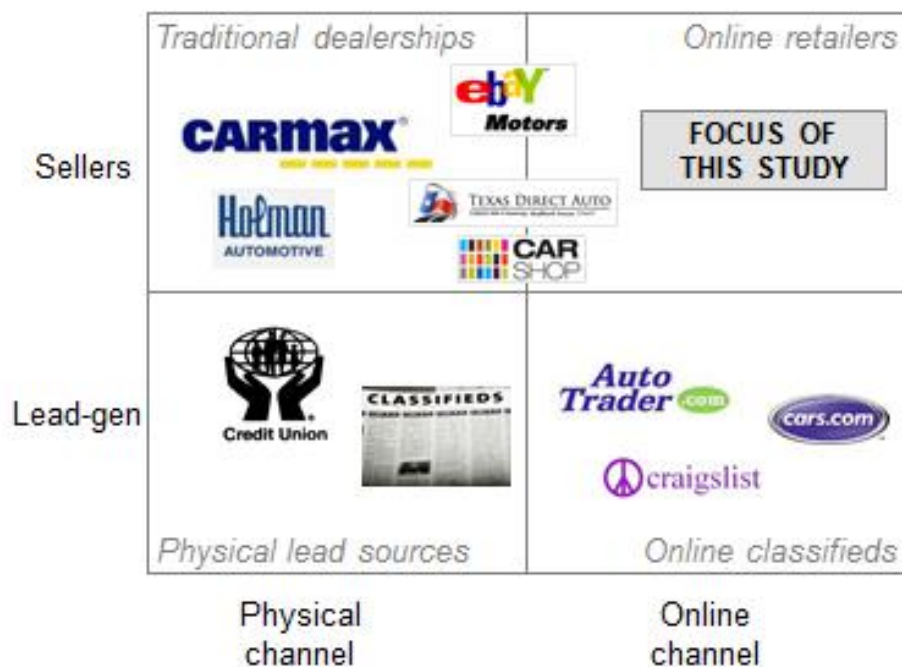 Traditional dealerships
Online retailers
ebaY
Motors
CARMAX®
FOCUS OF
THIS STUDY
Sellers
Holman
AUTOMOTIVE
TEXAS DIRECT AUTO
CAR
SHOP
Lead-gen
Credit Union
CLASSIFIEDS
Auto
Trader .com
cars.com
craigslist
Physical lead sources
Online classifieds
Physical
channel
Online
channel